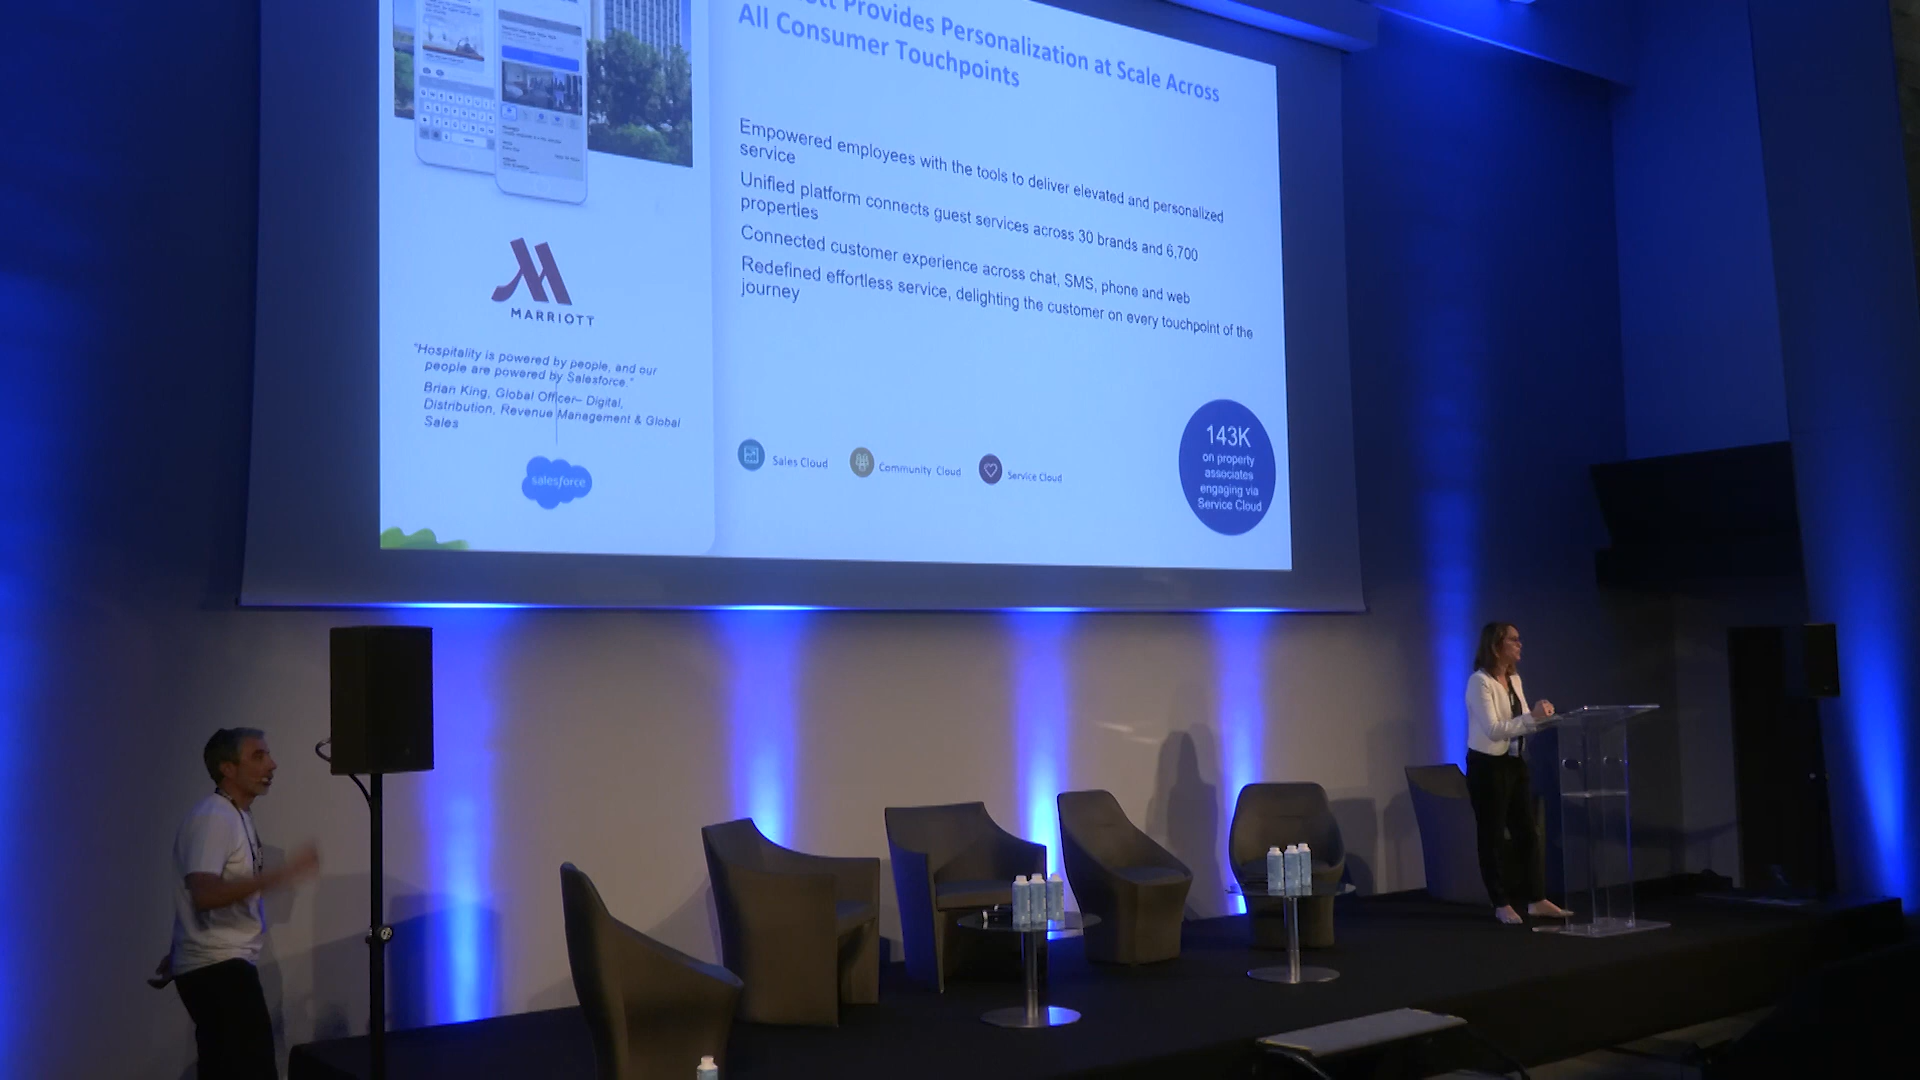 Provides Personalization at Scale Across
All Consumer Touchpoints
Empowered employees with the tools to deliver elevated and personalized
service
Unified platform connects guest services across 30 brands and 6,700
properties
Connected customer experience across chat, SMS, phone and web
Redefined effortless service, delighting the customer on every touchpoint of the
journey
MARRIOTT
"Hospitality is powered by people, and our
people are powered by Salesforce."
Brian King, Global Officer– Digital,
Distribution, Revenue Management & Global
Sales
salesforce
Sales Cloud
Community Cloud
Service Cloud
143K
on property
associates
engaging via
Service Cloud